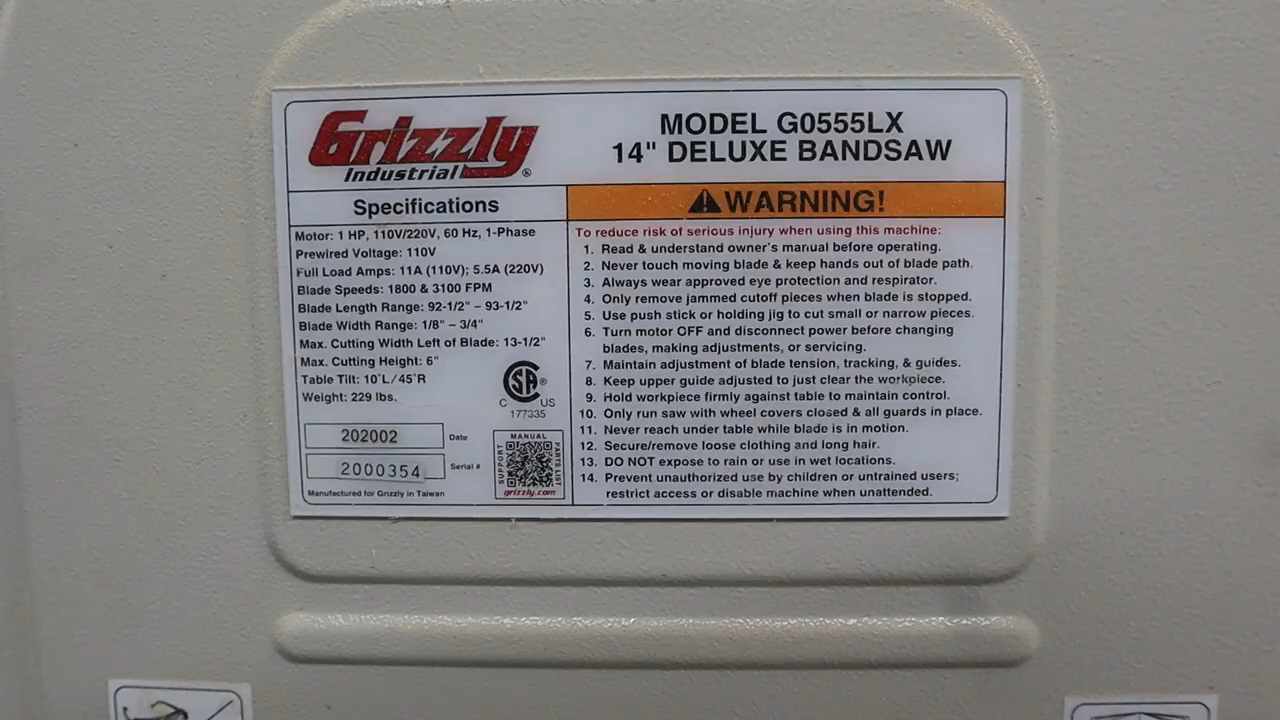 Grizzly
Industrial®
MODEL G0555LX
14" DELUXE BANDSAW
Specifications
Motor: 1 HP, 110V/220V, 60 Hz, 1-Phase
Prewired Voltage: 110V
Full Load Amps: 11A (110V); 5.5A (220V)
Blade Speeds: 1800 & 3100 FPM
Blade Length Range: 92-1/2" – 93-1/2"
Blade Width Range: 1/8" – 3/4"
Max. Cutting Width Left of Blade: 13-1/2"
Max. Cutting Height: 6"
Table Tilt: 10°L/45°R
Weight: 229 lbs.
SA®
C US
177335
202002 Date
2000354 Serial #
Manufactured for Grizzly in Taiwan
MANUAL
SUPPORT
PARTS LIST
grizzly.com
WARNING!
To reduce risk of serious injury when using this machine:
1. Read & understand owner's manual before operating.
2. Never touch moving blade & keep hands out of blade path.
3. Always wear approved eye protection and respirator.
4. Only remove jammed cutoff pieces when blade is stopped.
5. Use push stick or holding jig to cut small or narrow pieces.
6. Turn motor OFF and disconnect power before changing
blades, making adjustments, or servicing.
7. Maintain adjustment of blade tension, tracking, & guides.
8. Keep upper guide adjusted to just clear the workpiece.
9. Hold workpiece firmly against table to maintain control.
10. Only run saw with wheel covers closed & all guards in place.
11. Never reach under table while blade is in motion.
12. Secure/remove loose clothing and long hair.
13. DO NOT expose to rain or use in wet locations.
14. Prevent unauthorized use by children or untrained users;
restrict access or disable machine when unattended.